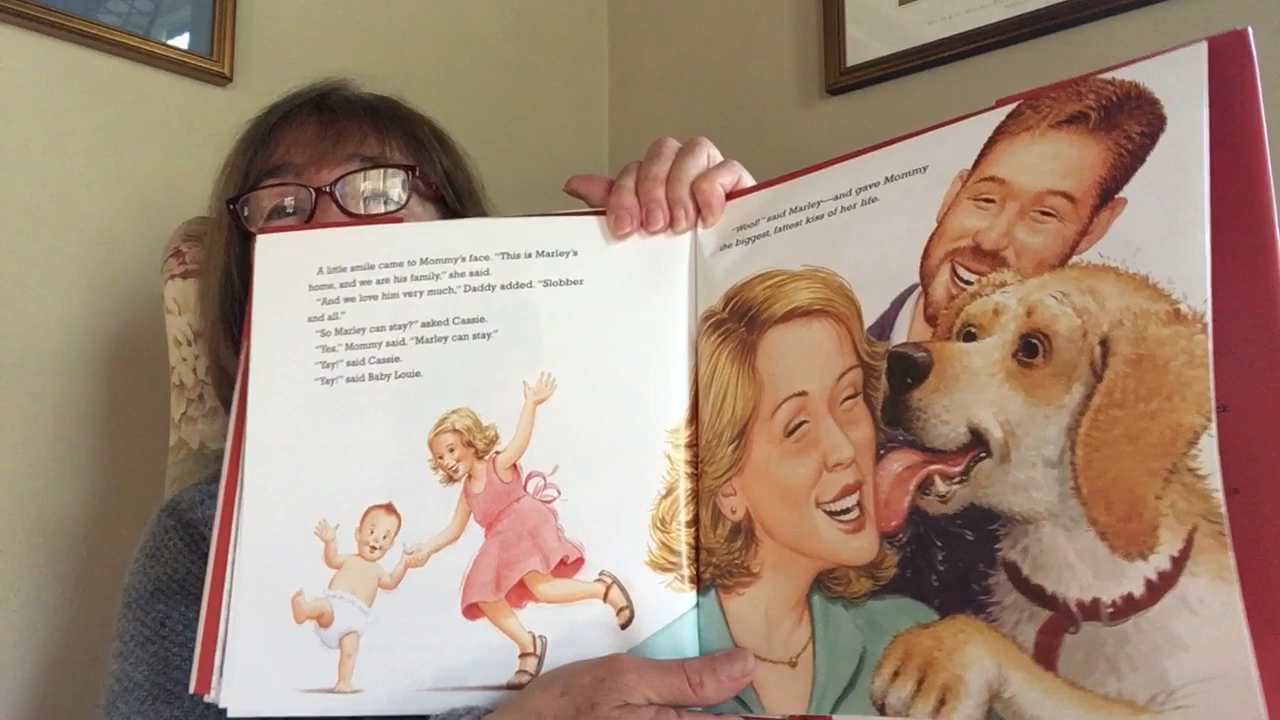 A little smile came to Mommy's face. "This is Marley's
home, and we are his family," she said.
"And we love him very much," Daddy added. "Slobber
and all."
"So Marley can stay?" asked Cassie.
"Yes," Mommy said. "Marley can stay."
"Yay!" said Cassie.
"Yay!" said Baby Louie.
"Woof!" said Marley—and gave Mommy
the biggest, fattest kiss of her life.